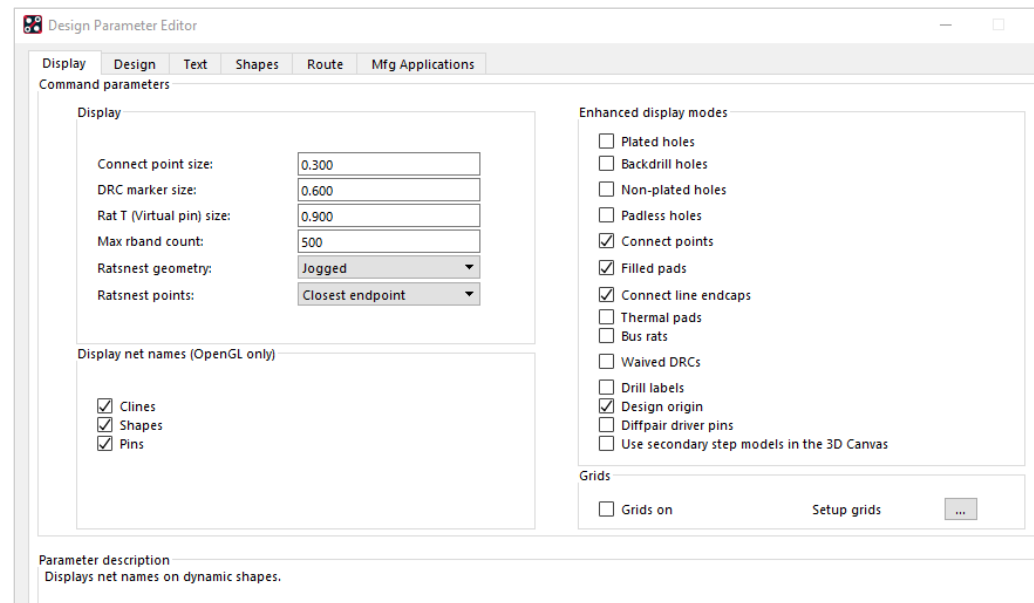 Design Parameter Editor
Display Design Text Shapes Route Mfg Applications
Command parameters
Display
Connect point size: 0.300
DRC marker size: 0.600
Rat T (Virtual pin) size: 0.900
Max rband count: 500
Ratsnest geometry: Jogged
Ratsnest points: Closest endpoint
Display net names (OpenGL only)
Clines
Shapes
Pins
Enhanced display modes
Plated holes
Backdrill holes
Non-plated holes
Padless holes
Connect points
Filled pads
Connect line endcaps
Thermal pads
Bus rats
Waived DRCs
Drill labels
Design origin
Diffpair driver pins
Use secondary step models in the 3D Canvas
Grids
Grids on Setup grids ...
Parameter description
Displays net names on dynamic shapes.